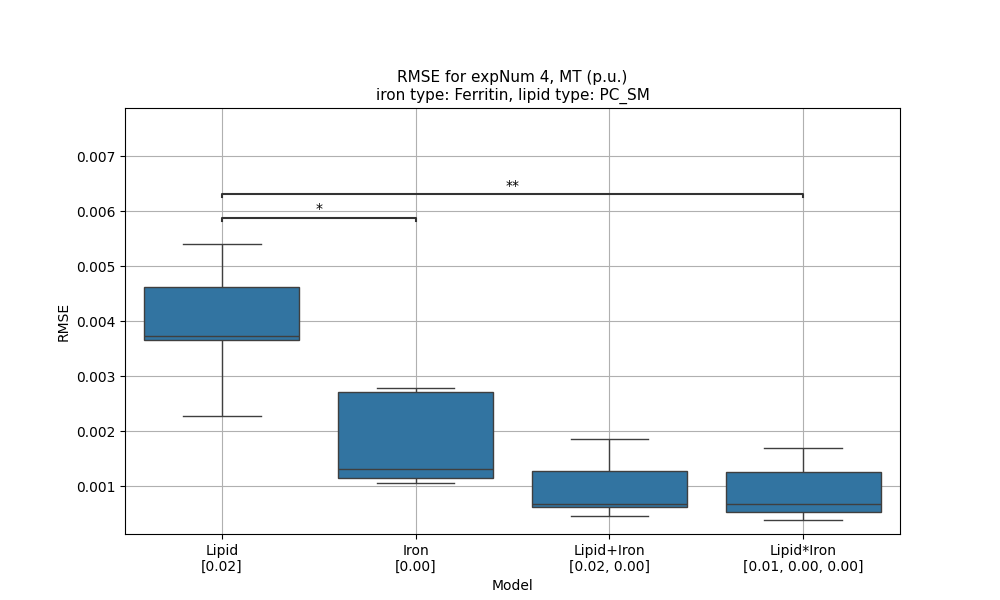 RMSE for expNum 4, MT (p.u.)
iron type: Ferritin, lipid type: PC_SM
RMSE
0.007
0.006
0.005
0.004
0.003
0.002
0.001
**
*
Lipid
[0.02]
Iron
[0.00]
Lipid+Iron
[0.02, 0.00]
Lipid*Iron
[0.01, 0.00, 0.00]
Model